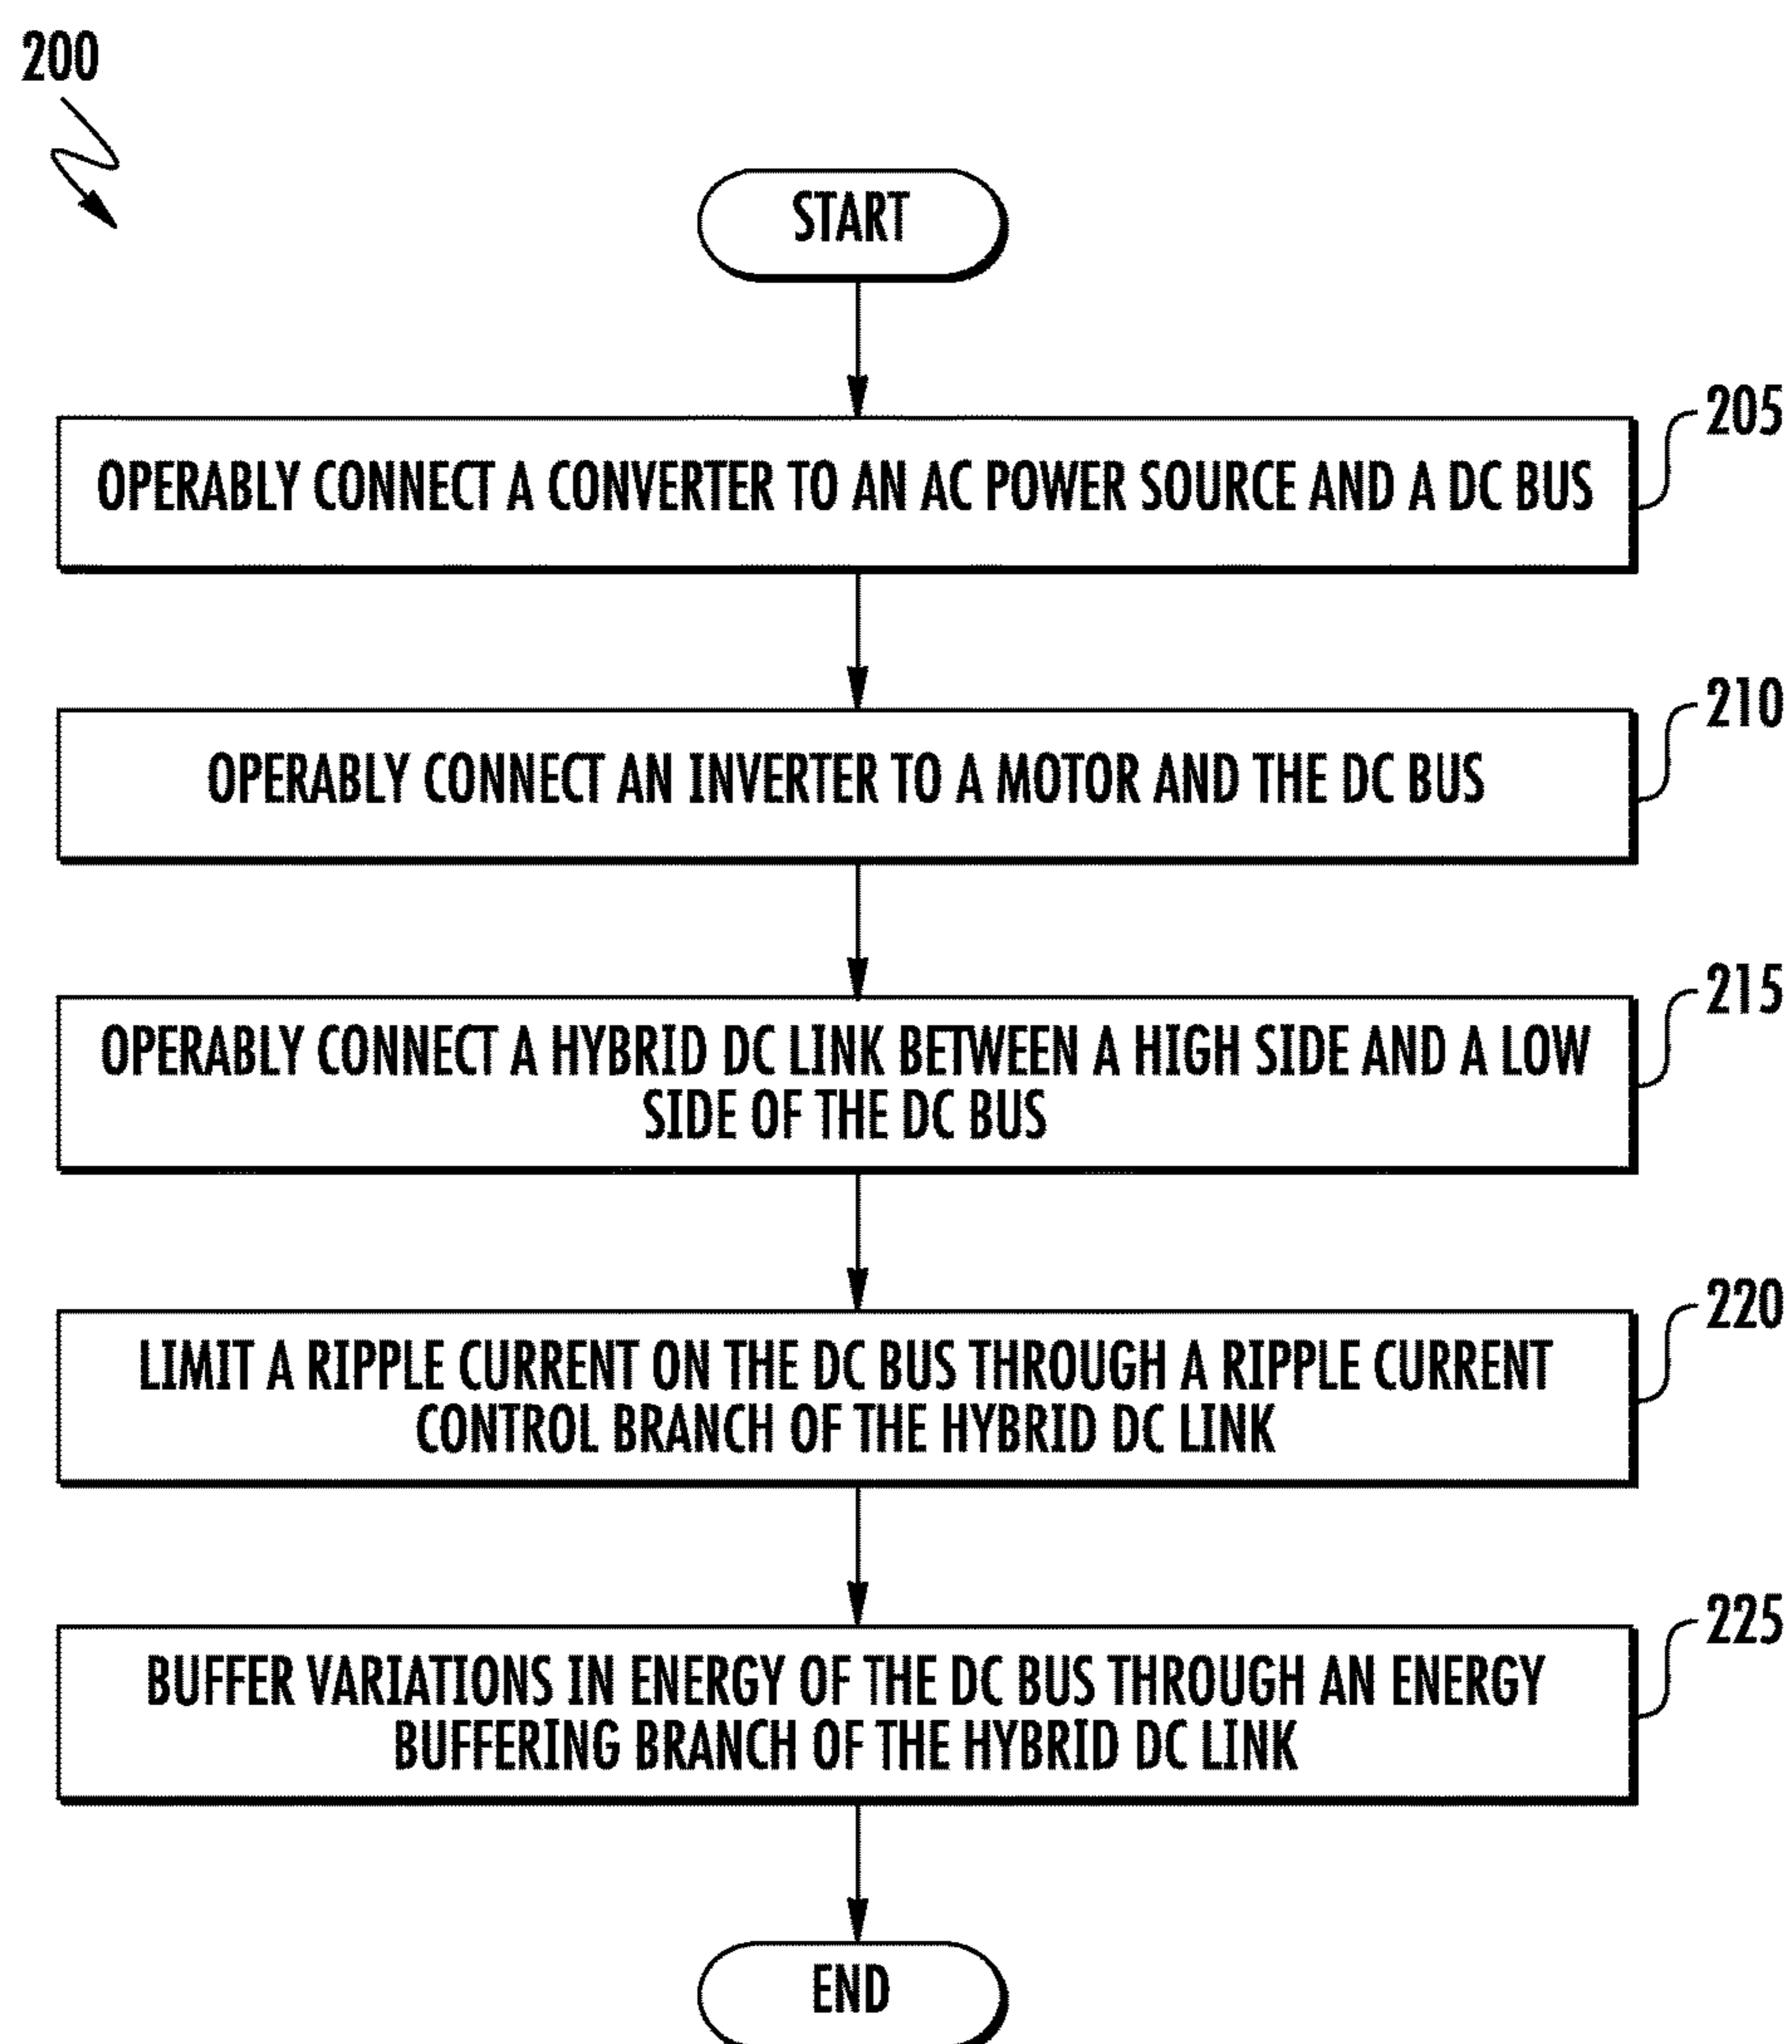 200
START
205
OPERABLY CONNECT A CONVERTER TO AN AC POWER SOURCE AND A DC BUS
210
OPERABLY CONNECT AN INVERTER TO A MOTOR AND THE DC BUS
215
OPERABLY CONNECT A HYBRID DC LINK BETWEEN A HIGH SIDE AND A LOW
SIDE OF THE DC BUS
220
LIMIT A RIPPLE CURRENT ON THE DC BUS THROUGH A RIPPLE CURRENT
CONTROL BRANCH OF THE HYBRID DC LINK
225
BUFFER VARIATIONS IN ENERGY OF THE DC BUS THROUGH AN ENERGY
BUFFERING BRANCH OF THE HYBRID DC LINK
END